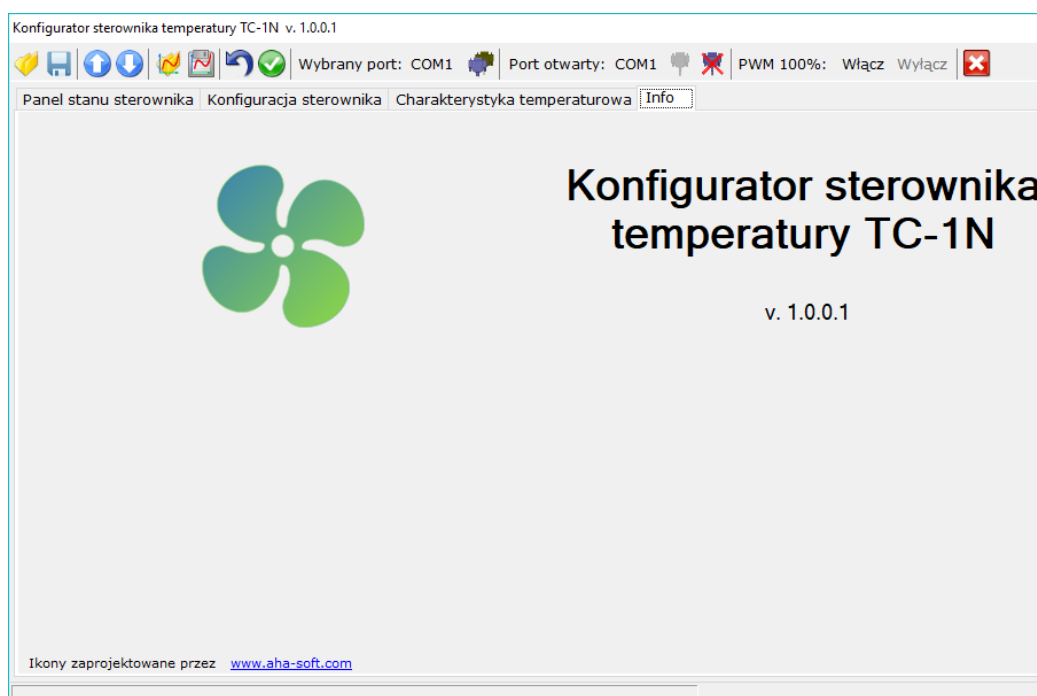 Konfigurator sterownika temperatury TC-1N v. 1.0.0.1
Wybrany port: COM1 Port otwarty: COM1 PWM 100%: Włącz Wyłącz
Panel stanu sterownika Konfiguracja sterownika Charakterystyka temperaturowa Info
Konfigurator sterownika
temperatury TC-1N
v. 1.0.0.1
Ikony zaprojektowane przez www.aha-soft.com